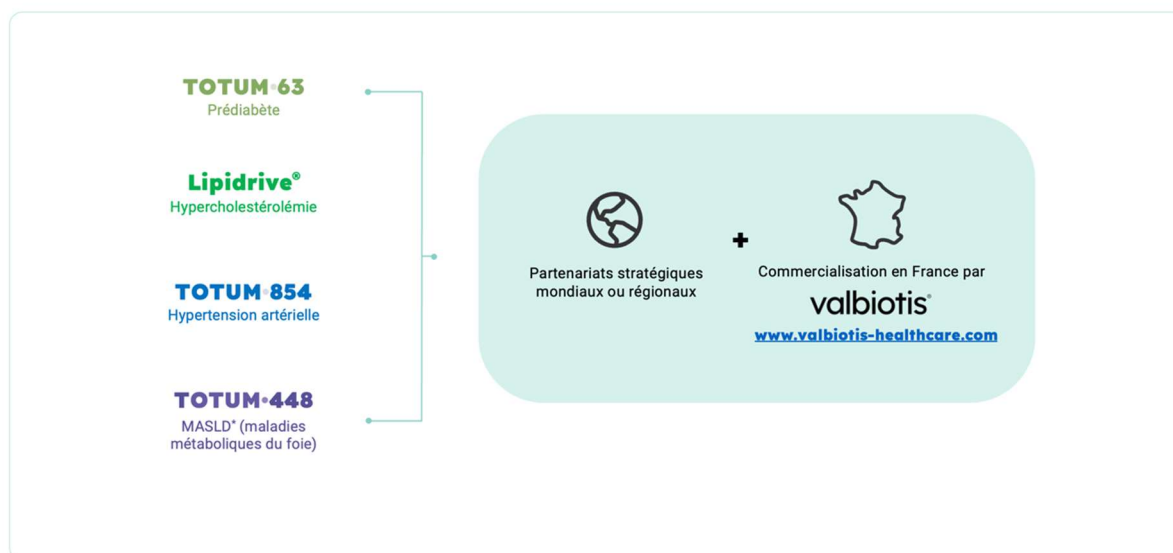 TOTUM•63
Prédiabète
Lipidrive®
Hypercholestérolémie
TOTUM•854
Hypertension artérielle
TOTUM•448
MASLD* (maladies
métaboliques du foie)
Partenariats stratégiques
mondiaux ou régionaux
+
Commercialisation en France par
valbiotis®
www.valbiotis-healthcare.com